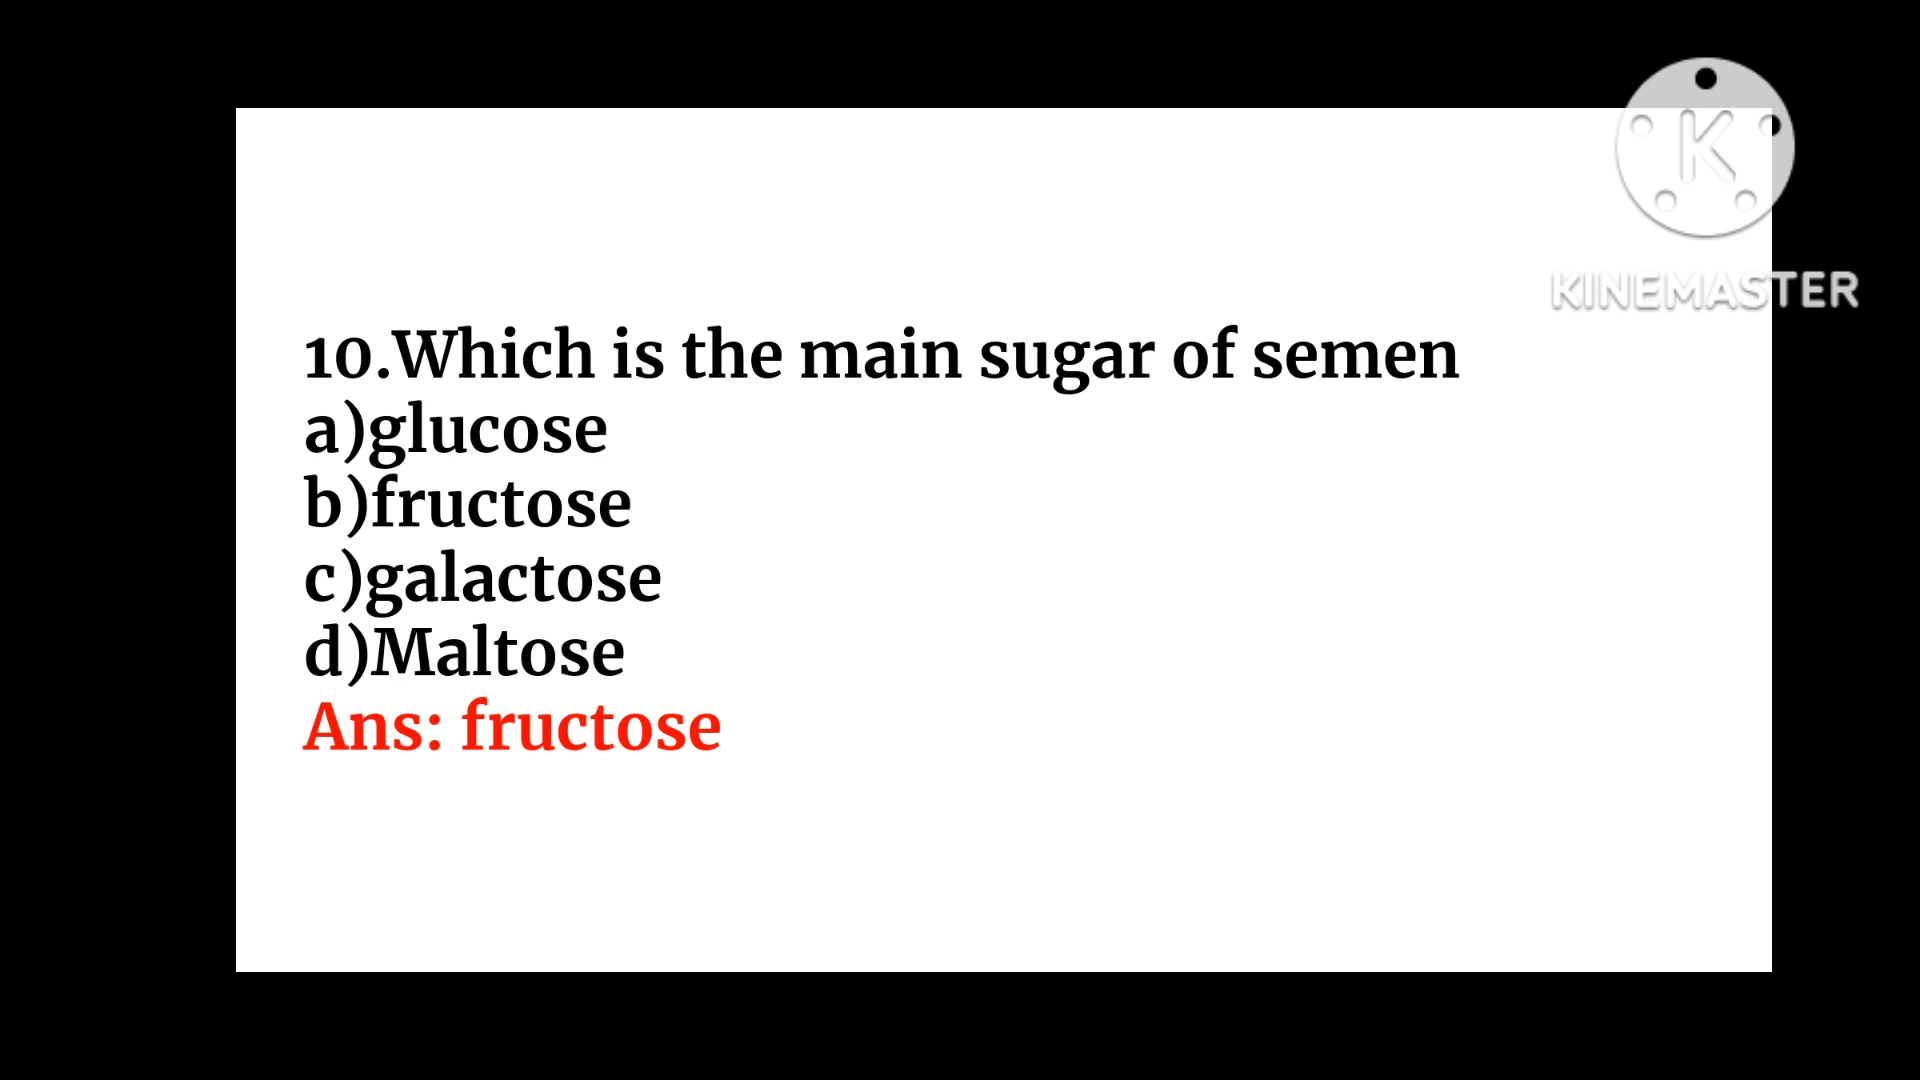 K
KINEMASTER
10.Which is the main sugar of semen
a)glucose
b)fructose
c)galactose
d)Maltose
Ans: fructose